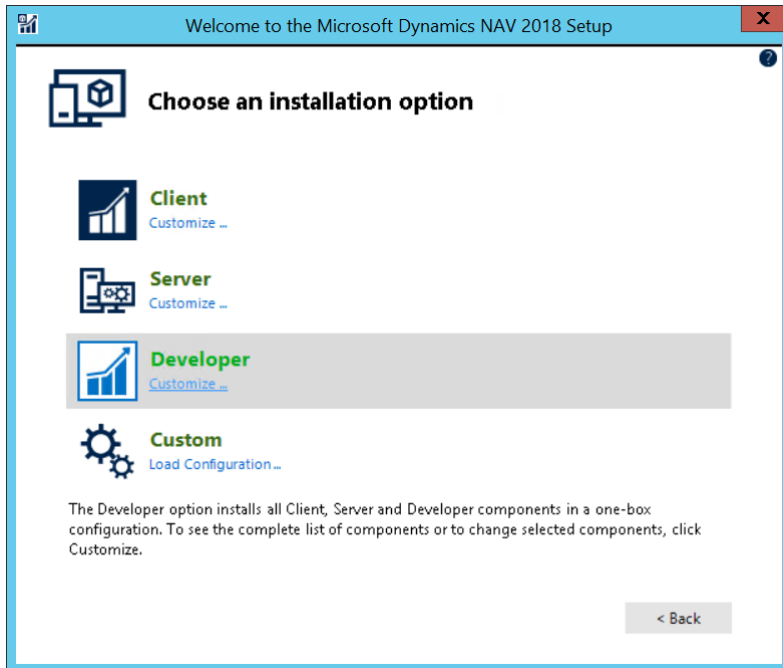 Welcome to the Microsoft Dynamics NAV 2018 Setup
x
?
Choose an installation option
Client
Customize ...
Server
Customize ...
Developer
Customize ...
Custom
Load Configuration ...
The Developer option installs all Client, Server and Developer components in a one-box
configuration. To see the complete list of components or to change selected components, click
Customize.
< Back